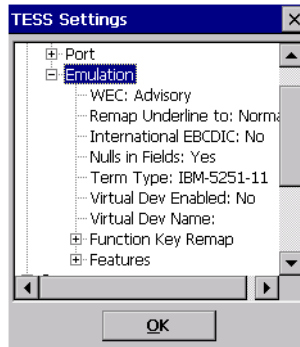 TESS Settings
Port
Emulation
WEC: Advisory
Remap Underline to: Norma
International EBCDIC: No
Nulls in Fields: Yes
Term Type: IBM-5251-11
Virtual Dev Enabled: No
Virtual Dev Name:
Function Key Remap
Features
OK